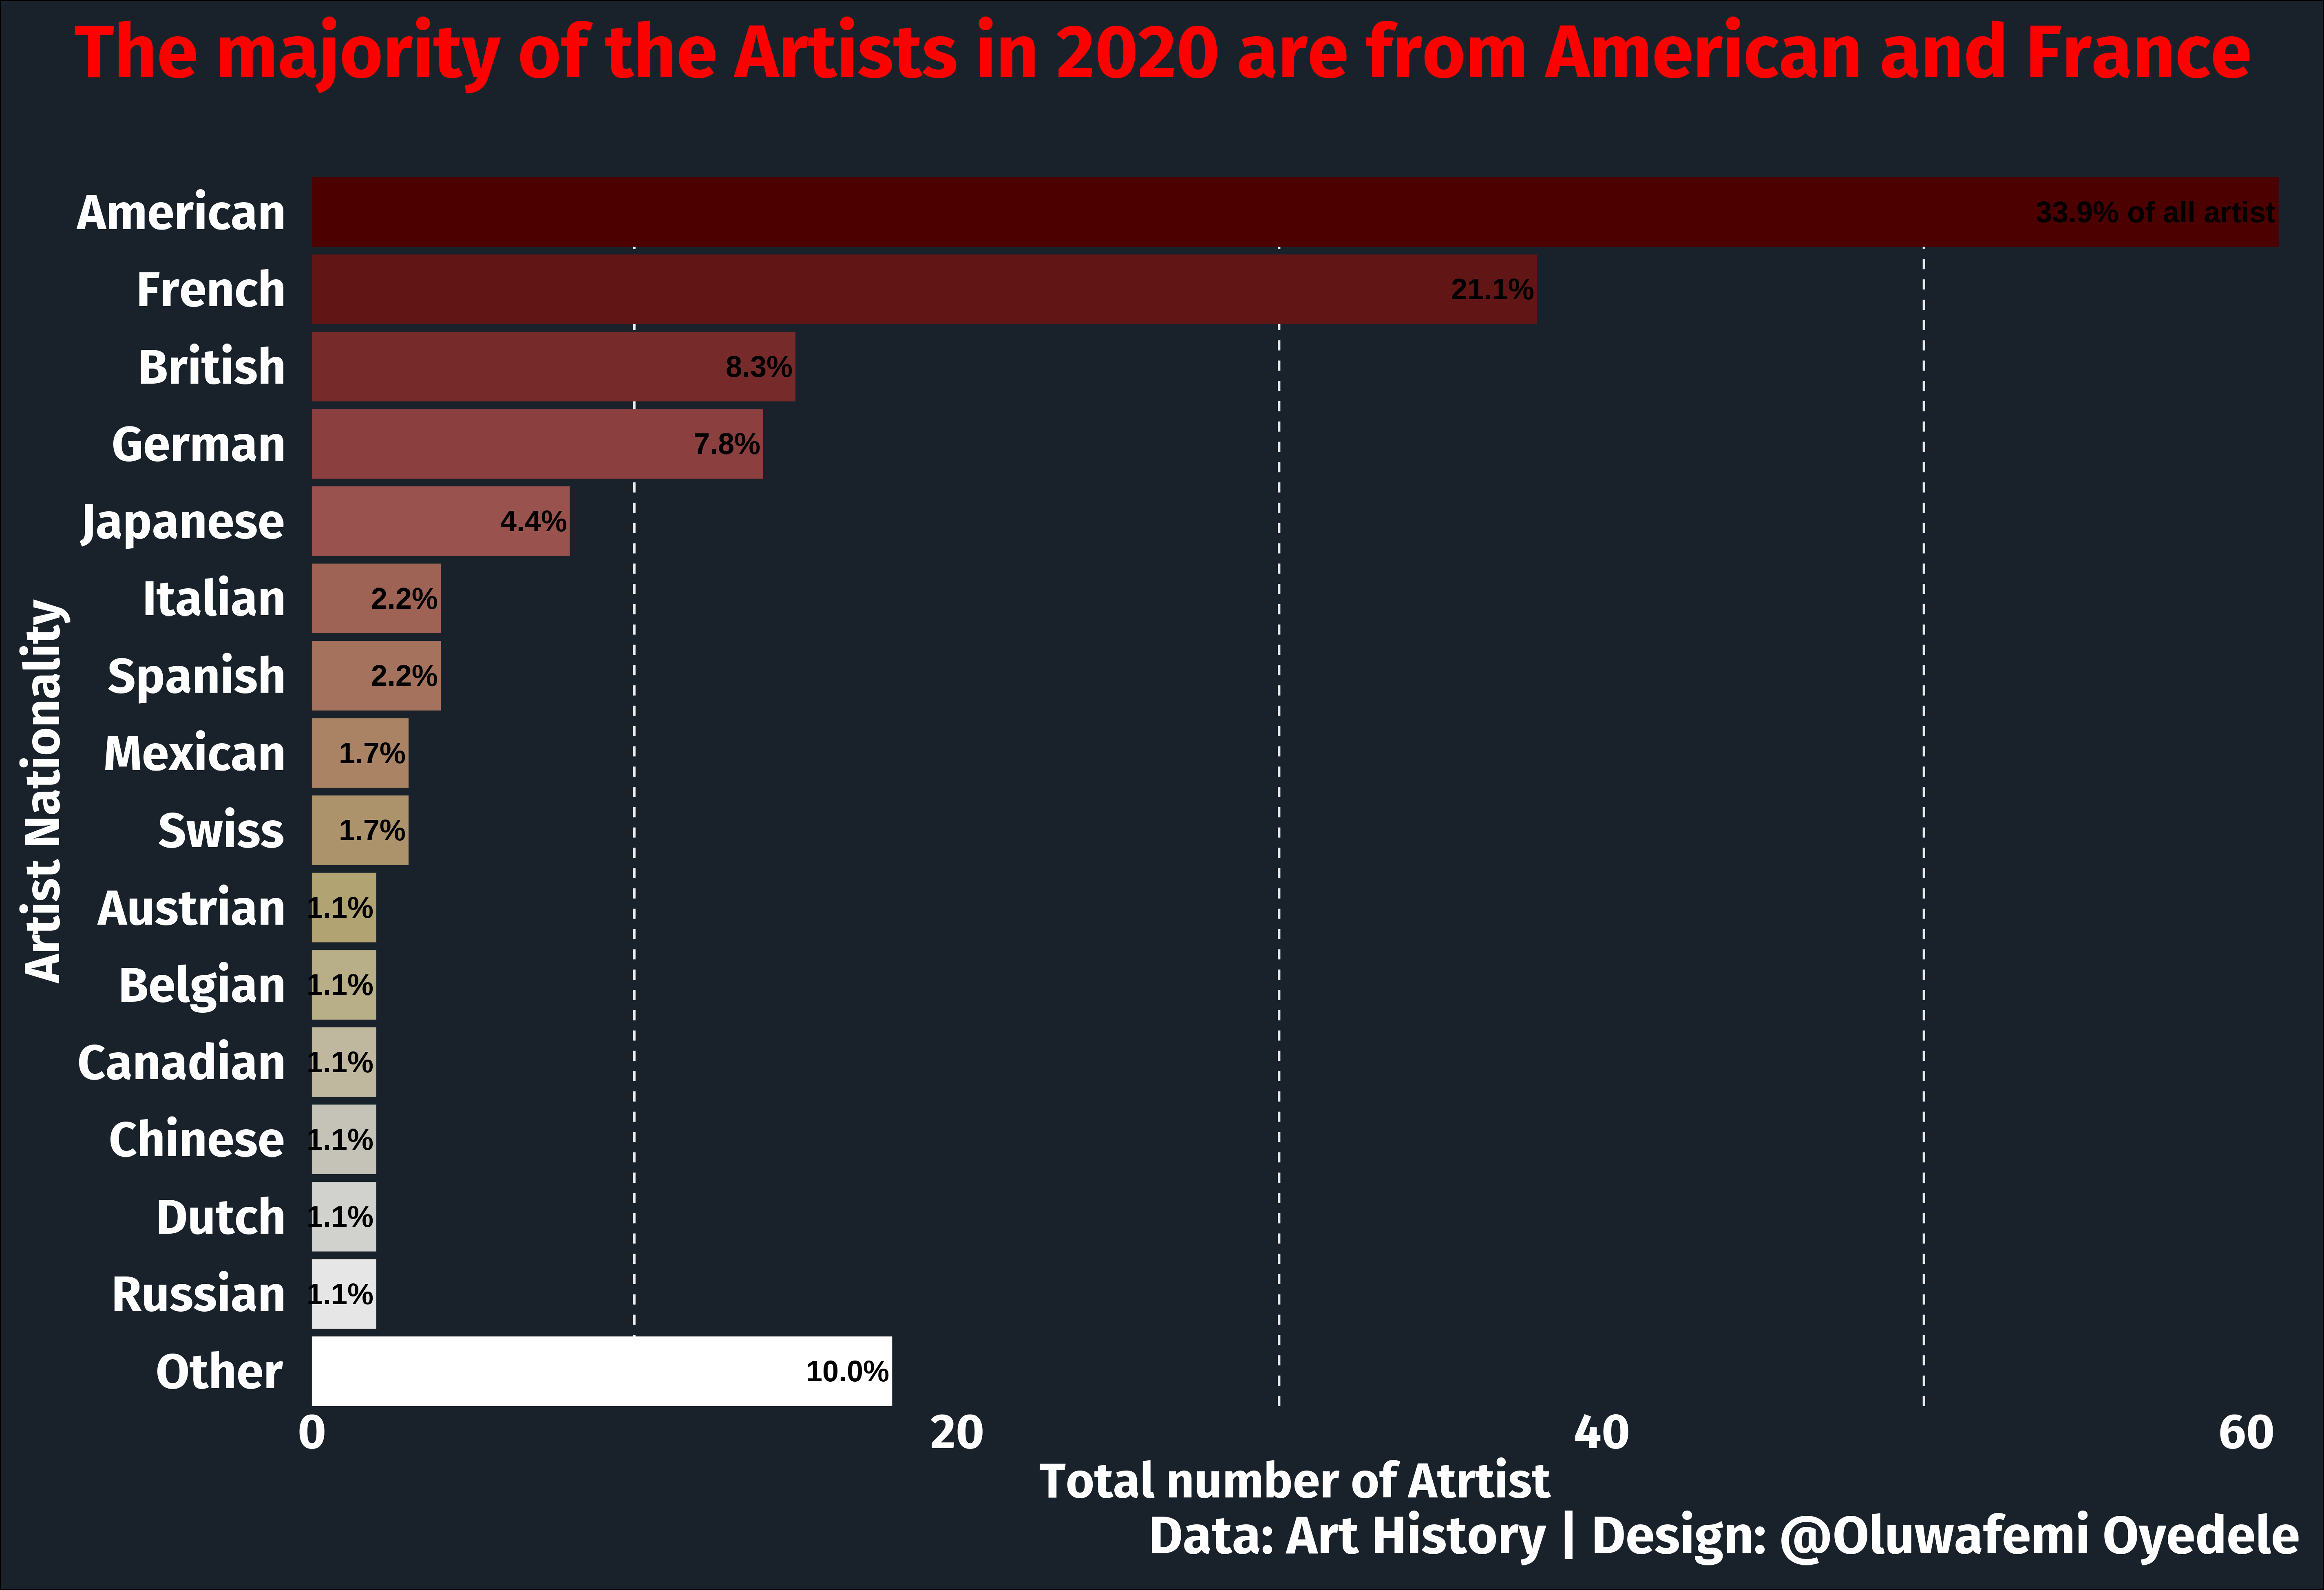 The majority of the Artists in 2020 are from American and France
American
33.9% of all artist
French
21.1%
British
8.3%
German
7.8%
Japanese
4.4%
Italian
2.2%
Spanish
2.2%
Mexican
1.7%
Swiss
1.7%
Austrian
1.1%
Belgian
1.1%
Canadian
1.1%
Chinese
1.1%
Dutch
1.1%
Russian
1.1%
Other
10.0%
Artist Nationality
0 20 40 60
Total number of Atrtist
Data: Art History | Design: @Oluwafemi Oyedele